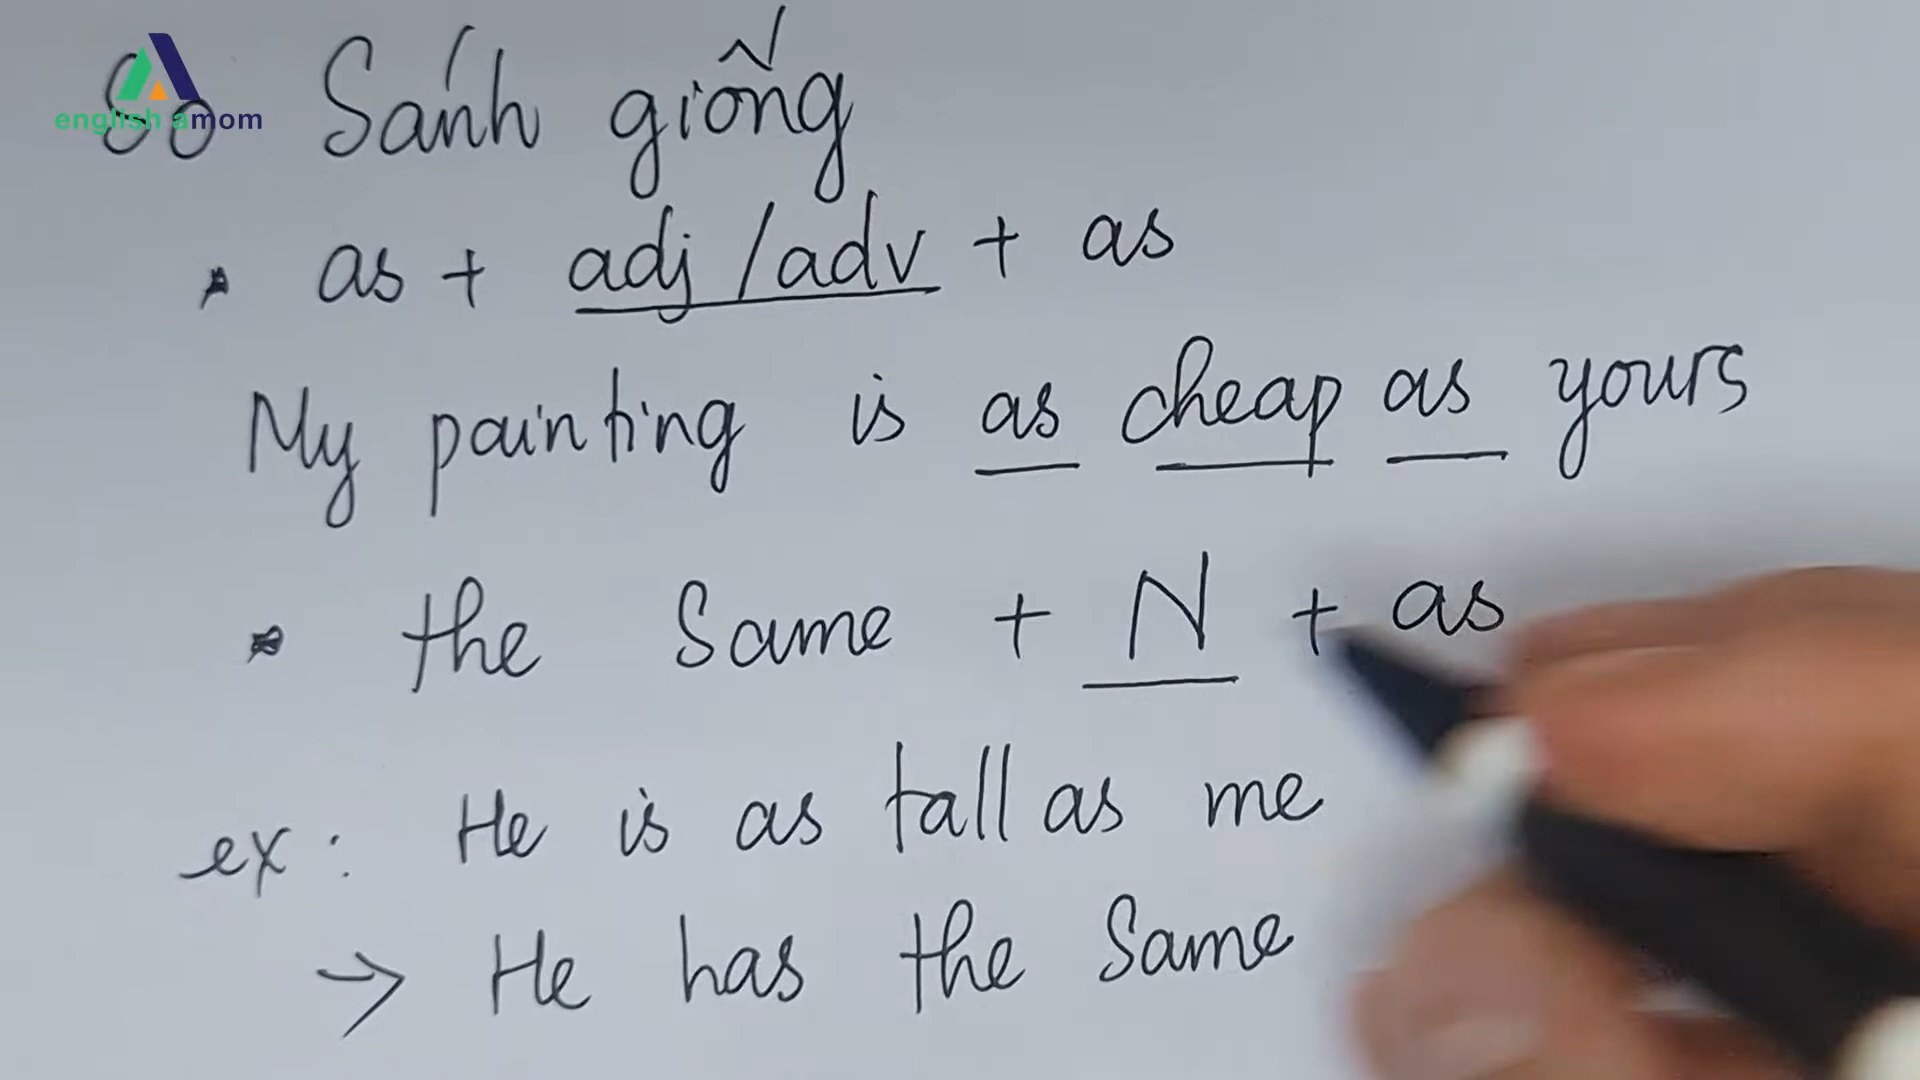 So Sánh giỗng
english amom
* as + adj /adv + as
My painting is as cheap as yours
* the Same + N + as
ex : He is as tall as me
→ He has the Same